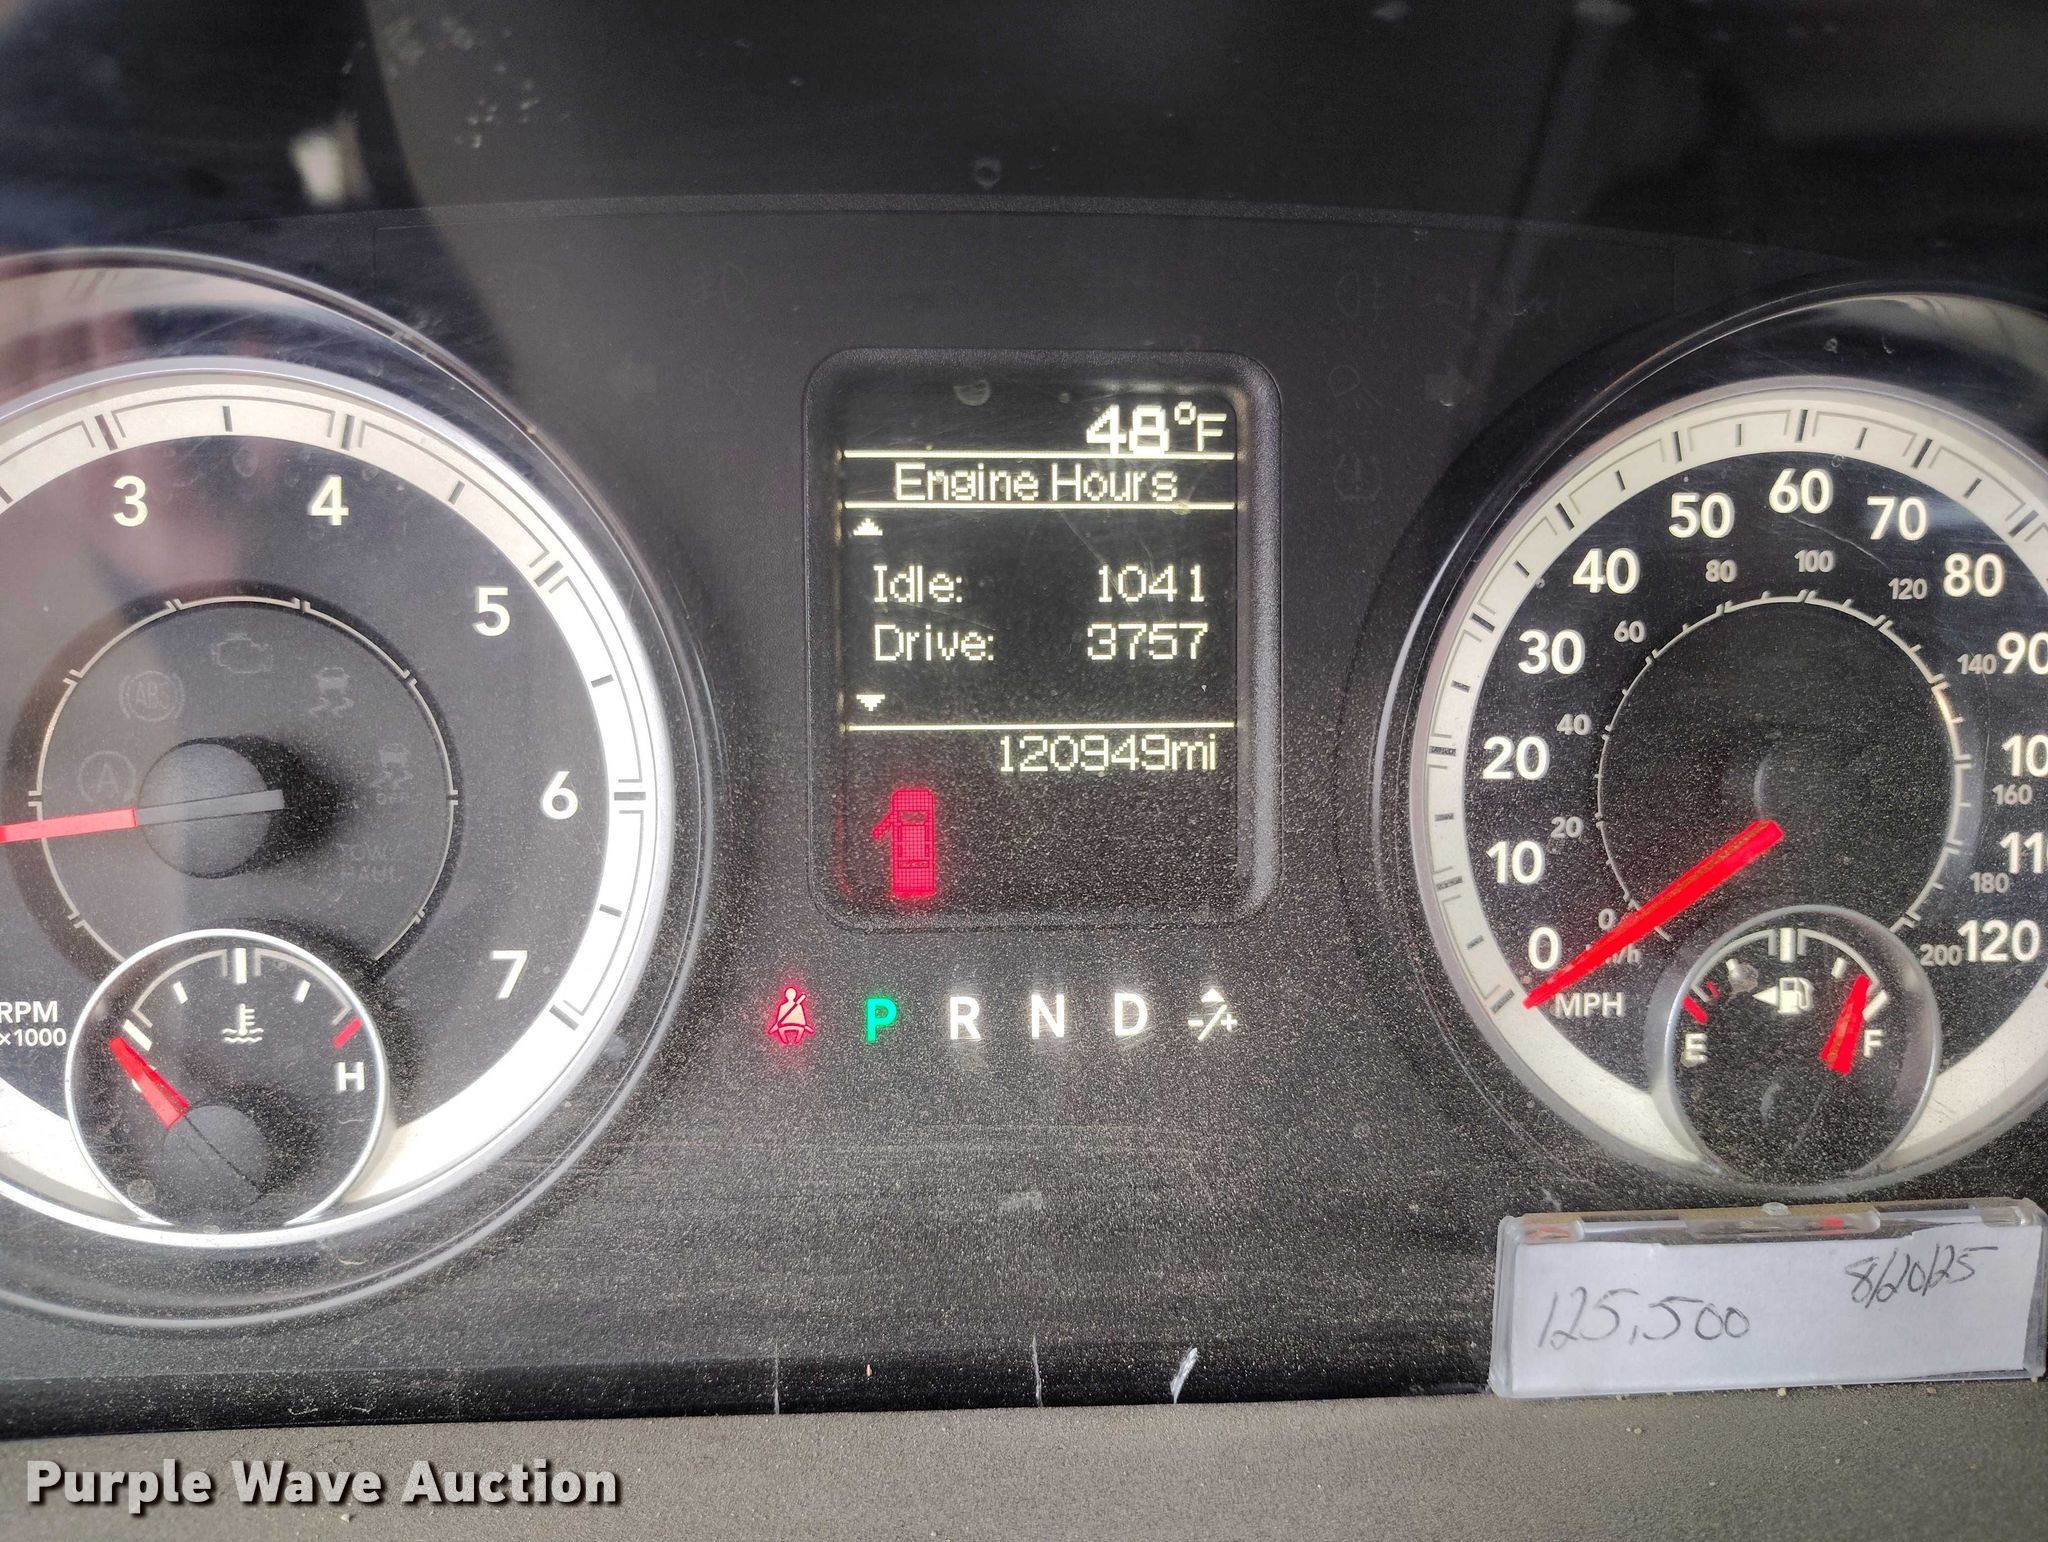 48°F
Engine Hours
Idle: 1041
Drive: 3757
120949mi
3
4
5
6
7
RPM
×1000
H
ABS
A
P R N D -/+
0
10
20
30
40
50
60
70
80
90
120
0
20
40
60
80
100
120
140
160
180
200
MPH
E
F
125,500
8/20/25
Purple Wave Auction